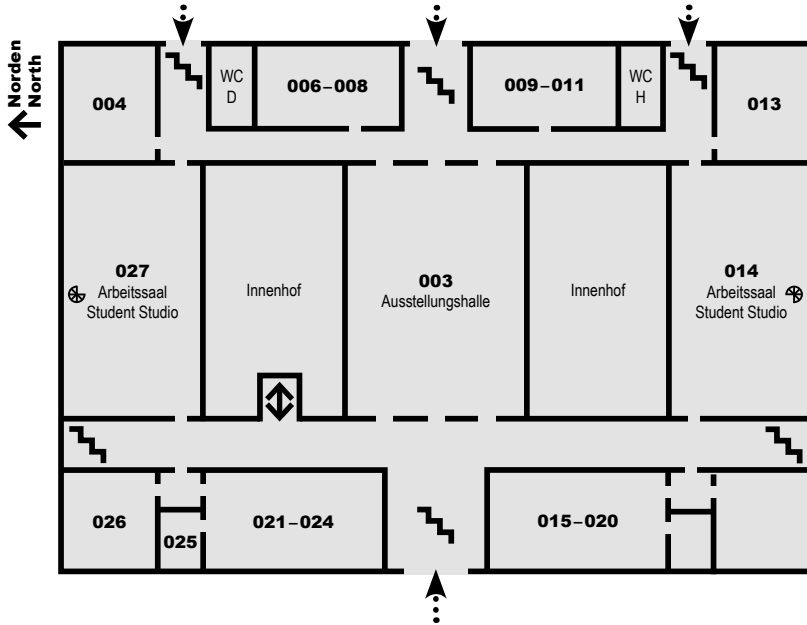 Norden
North
004
WC
D
006–008
009–011
WC
H
013
027
Arbeitssaal
Student Studio
Innenhof
003
Ausstellungshalle
Innenhof
014
Arbeitssaal
Student Studio
026
025
021–024
015–020